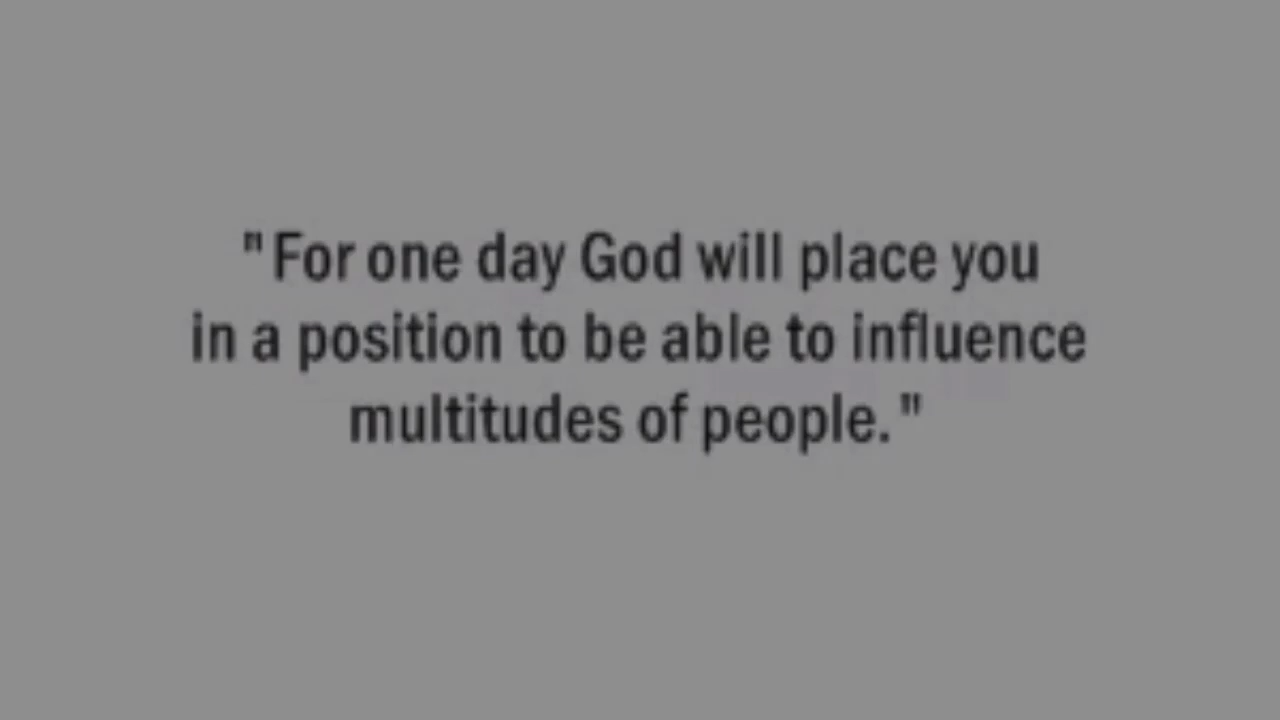 "For one day God will place you
in a position to be able to influence
multitudes of people."